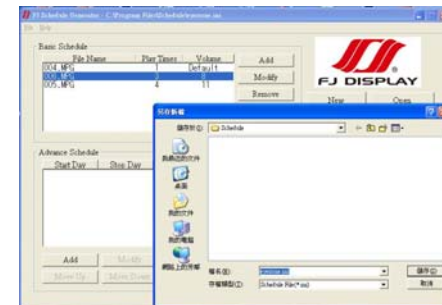 FJ Schedule Generator - C:\Program Files\Schedule\
File Help
Basic Schedule
File Name Play Times Volume
004.MPG 1 Default
3 8
005.MPG 4 11
Add
Modify
Remove
FJ DISPLAY
New Open
Advance Schedule
Start Day Stop Day
Add Modify
Move Up Move Down
另存新檔
儲存於(I): Schedule
我最近的文件
桌面
我的文件
我的電腦
網路上的芳鄰
檔名(N):
存檔類型(T): Schedule File(*.ini)
儲存(S)
取消